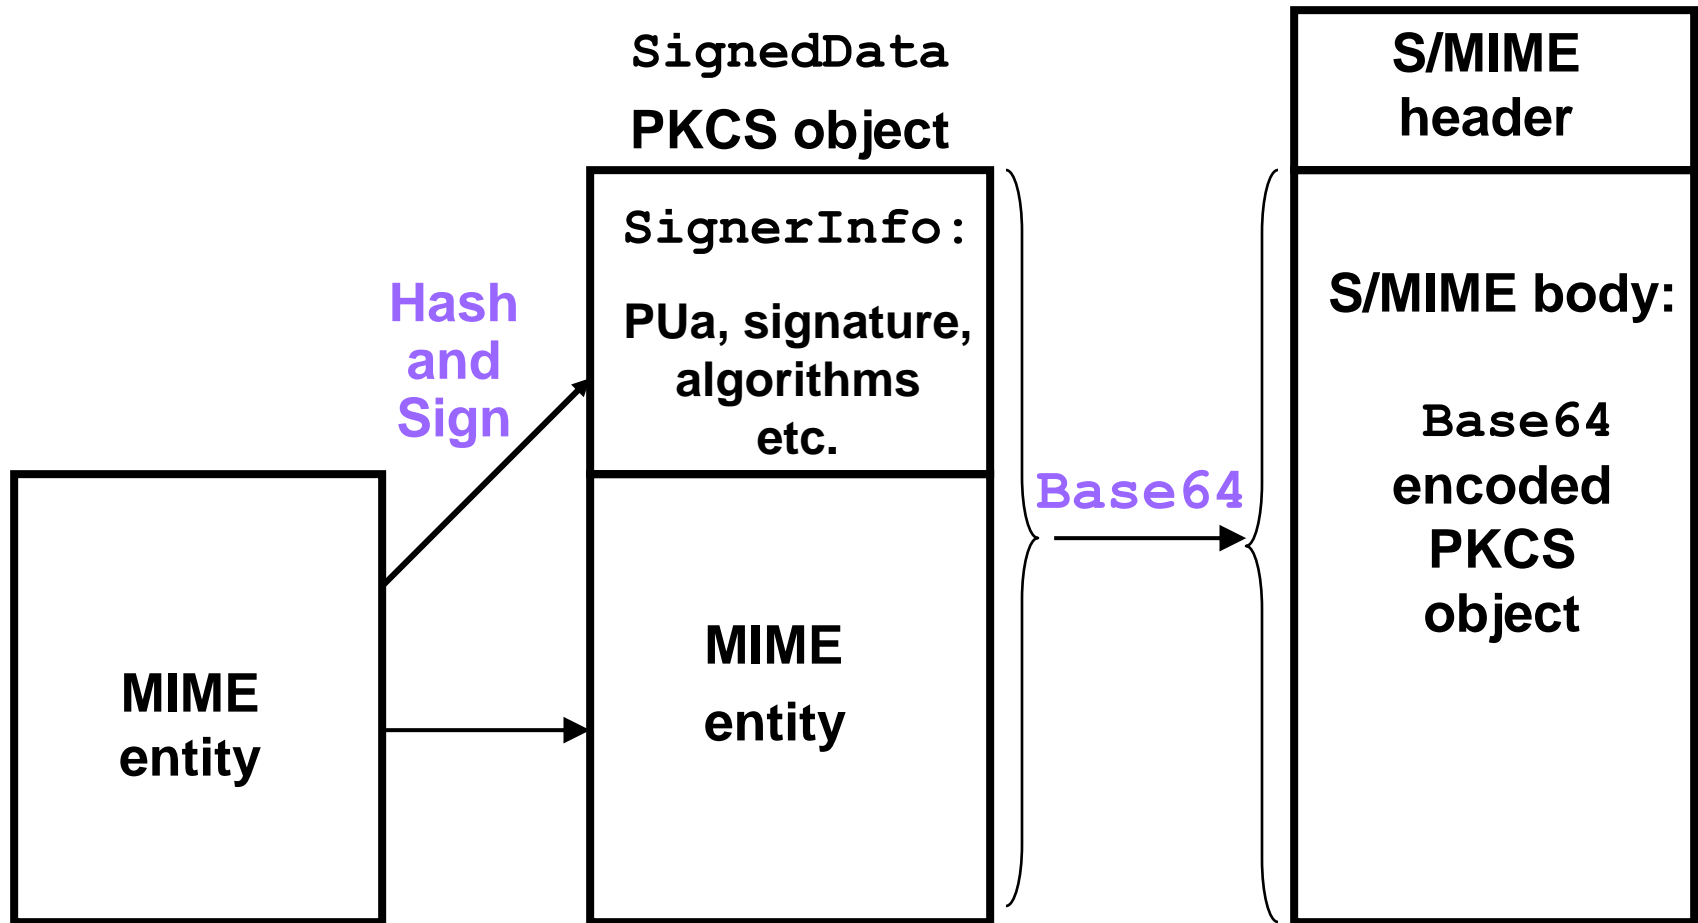 SignedData
PKCS object
S/MIME
header
SignerInfo:
PUa, signature,
algorithms
etc.
Hash
and
Sign
MIME
entity
MIME
entity
Base64
S/MIME body:
Base64
encoded
PKCS
object